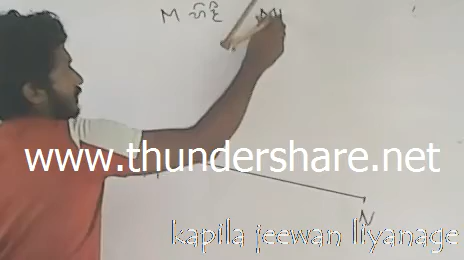 M හිදී
www.thundershare.net
N
kapila jeewan liyanage